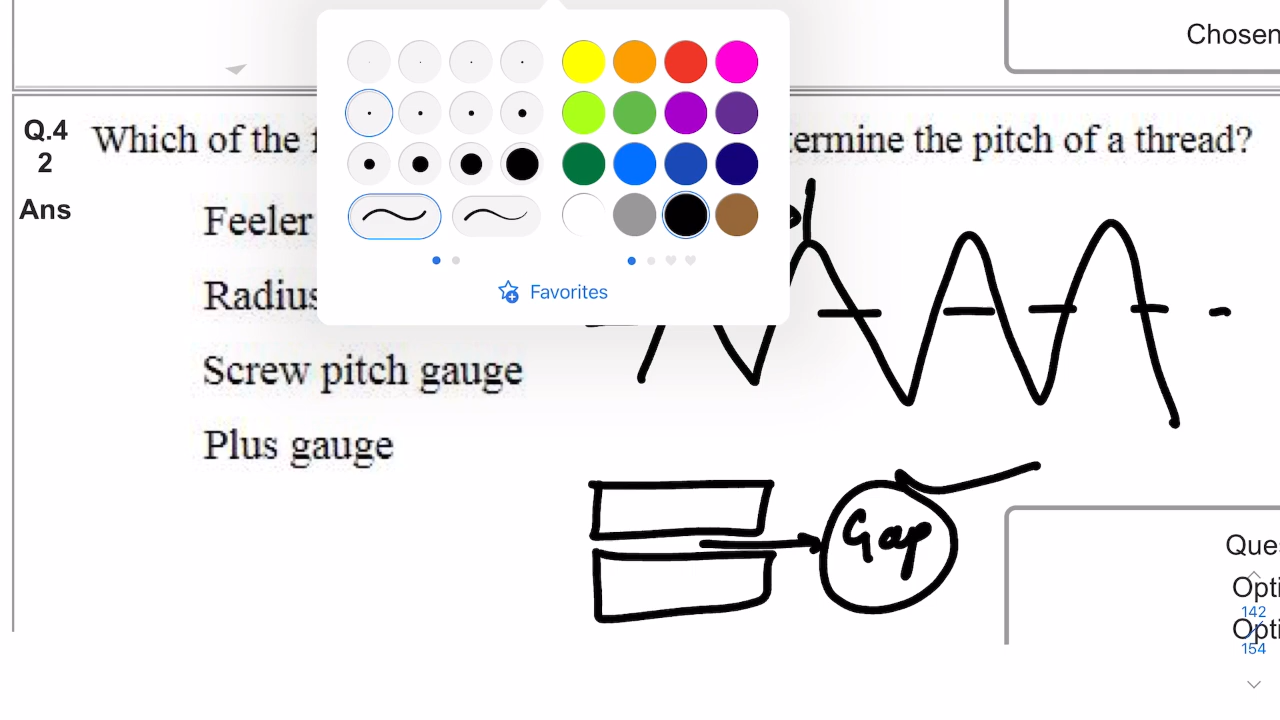 Chosen
Q.4
2
Which of the
ermine the pitch of a thread?
Ans
Feeler
Radius
Favorites
Screw pitch gauge
Plus gauge
Gap
Que
Opti
142
Opti
154